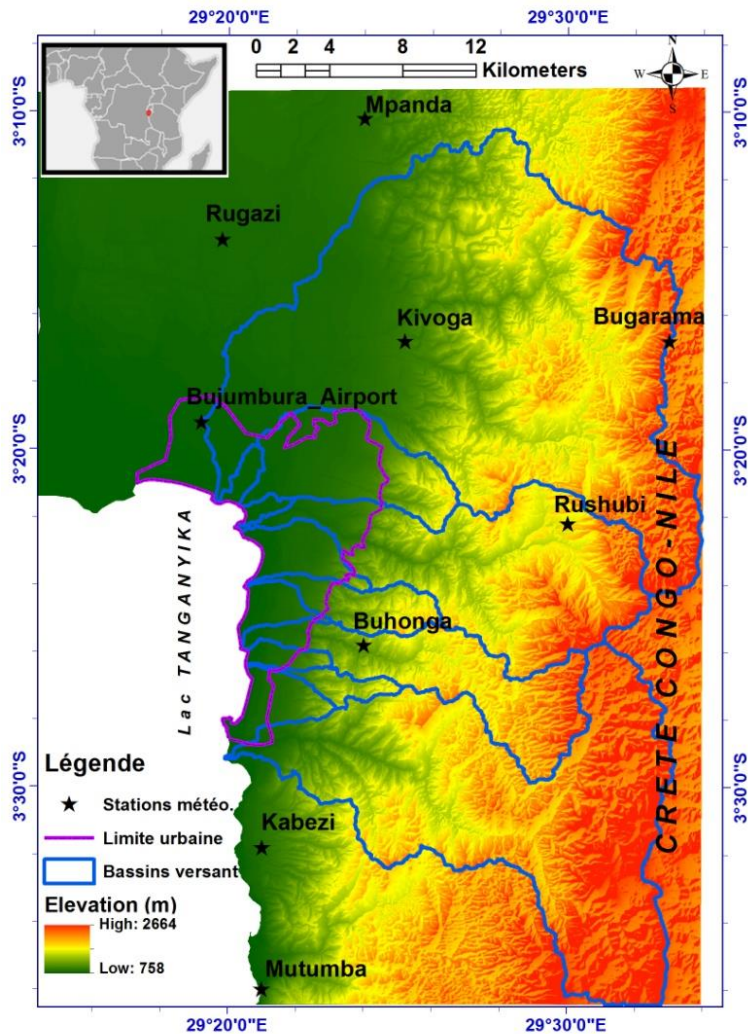 29°20'0"E
29°30'0"E
0 2 4 8 12
Kilometers
N
W E
S
3°10'0"S
3°10'0"S
Mpanda
Rugazi
Kivoga
Bugarama
Bujumbura_Airport
3°20'0"S
3°20'0"S
Rushubi
Lac TANGANYIKA
CRETE CONGO-NILE
Buhonga
3°30'0"S
3°30'0"S
Légende
Stations météo.
Limite urbaine
Bassins versant
Elevation (m)
High: 2664
Low: 758
Kabezi
Mutumba
29°20'0"E
29°30'0"E